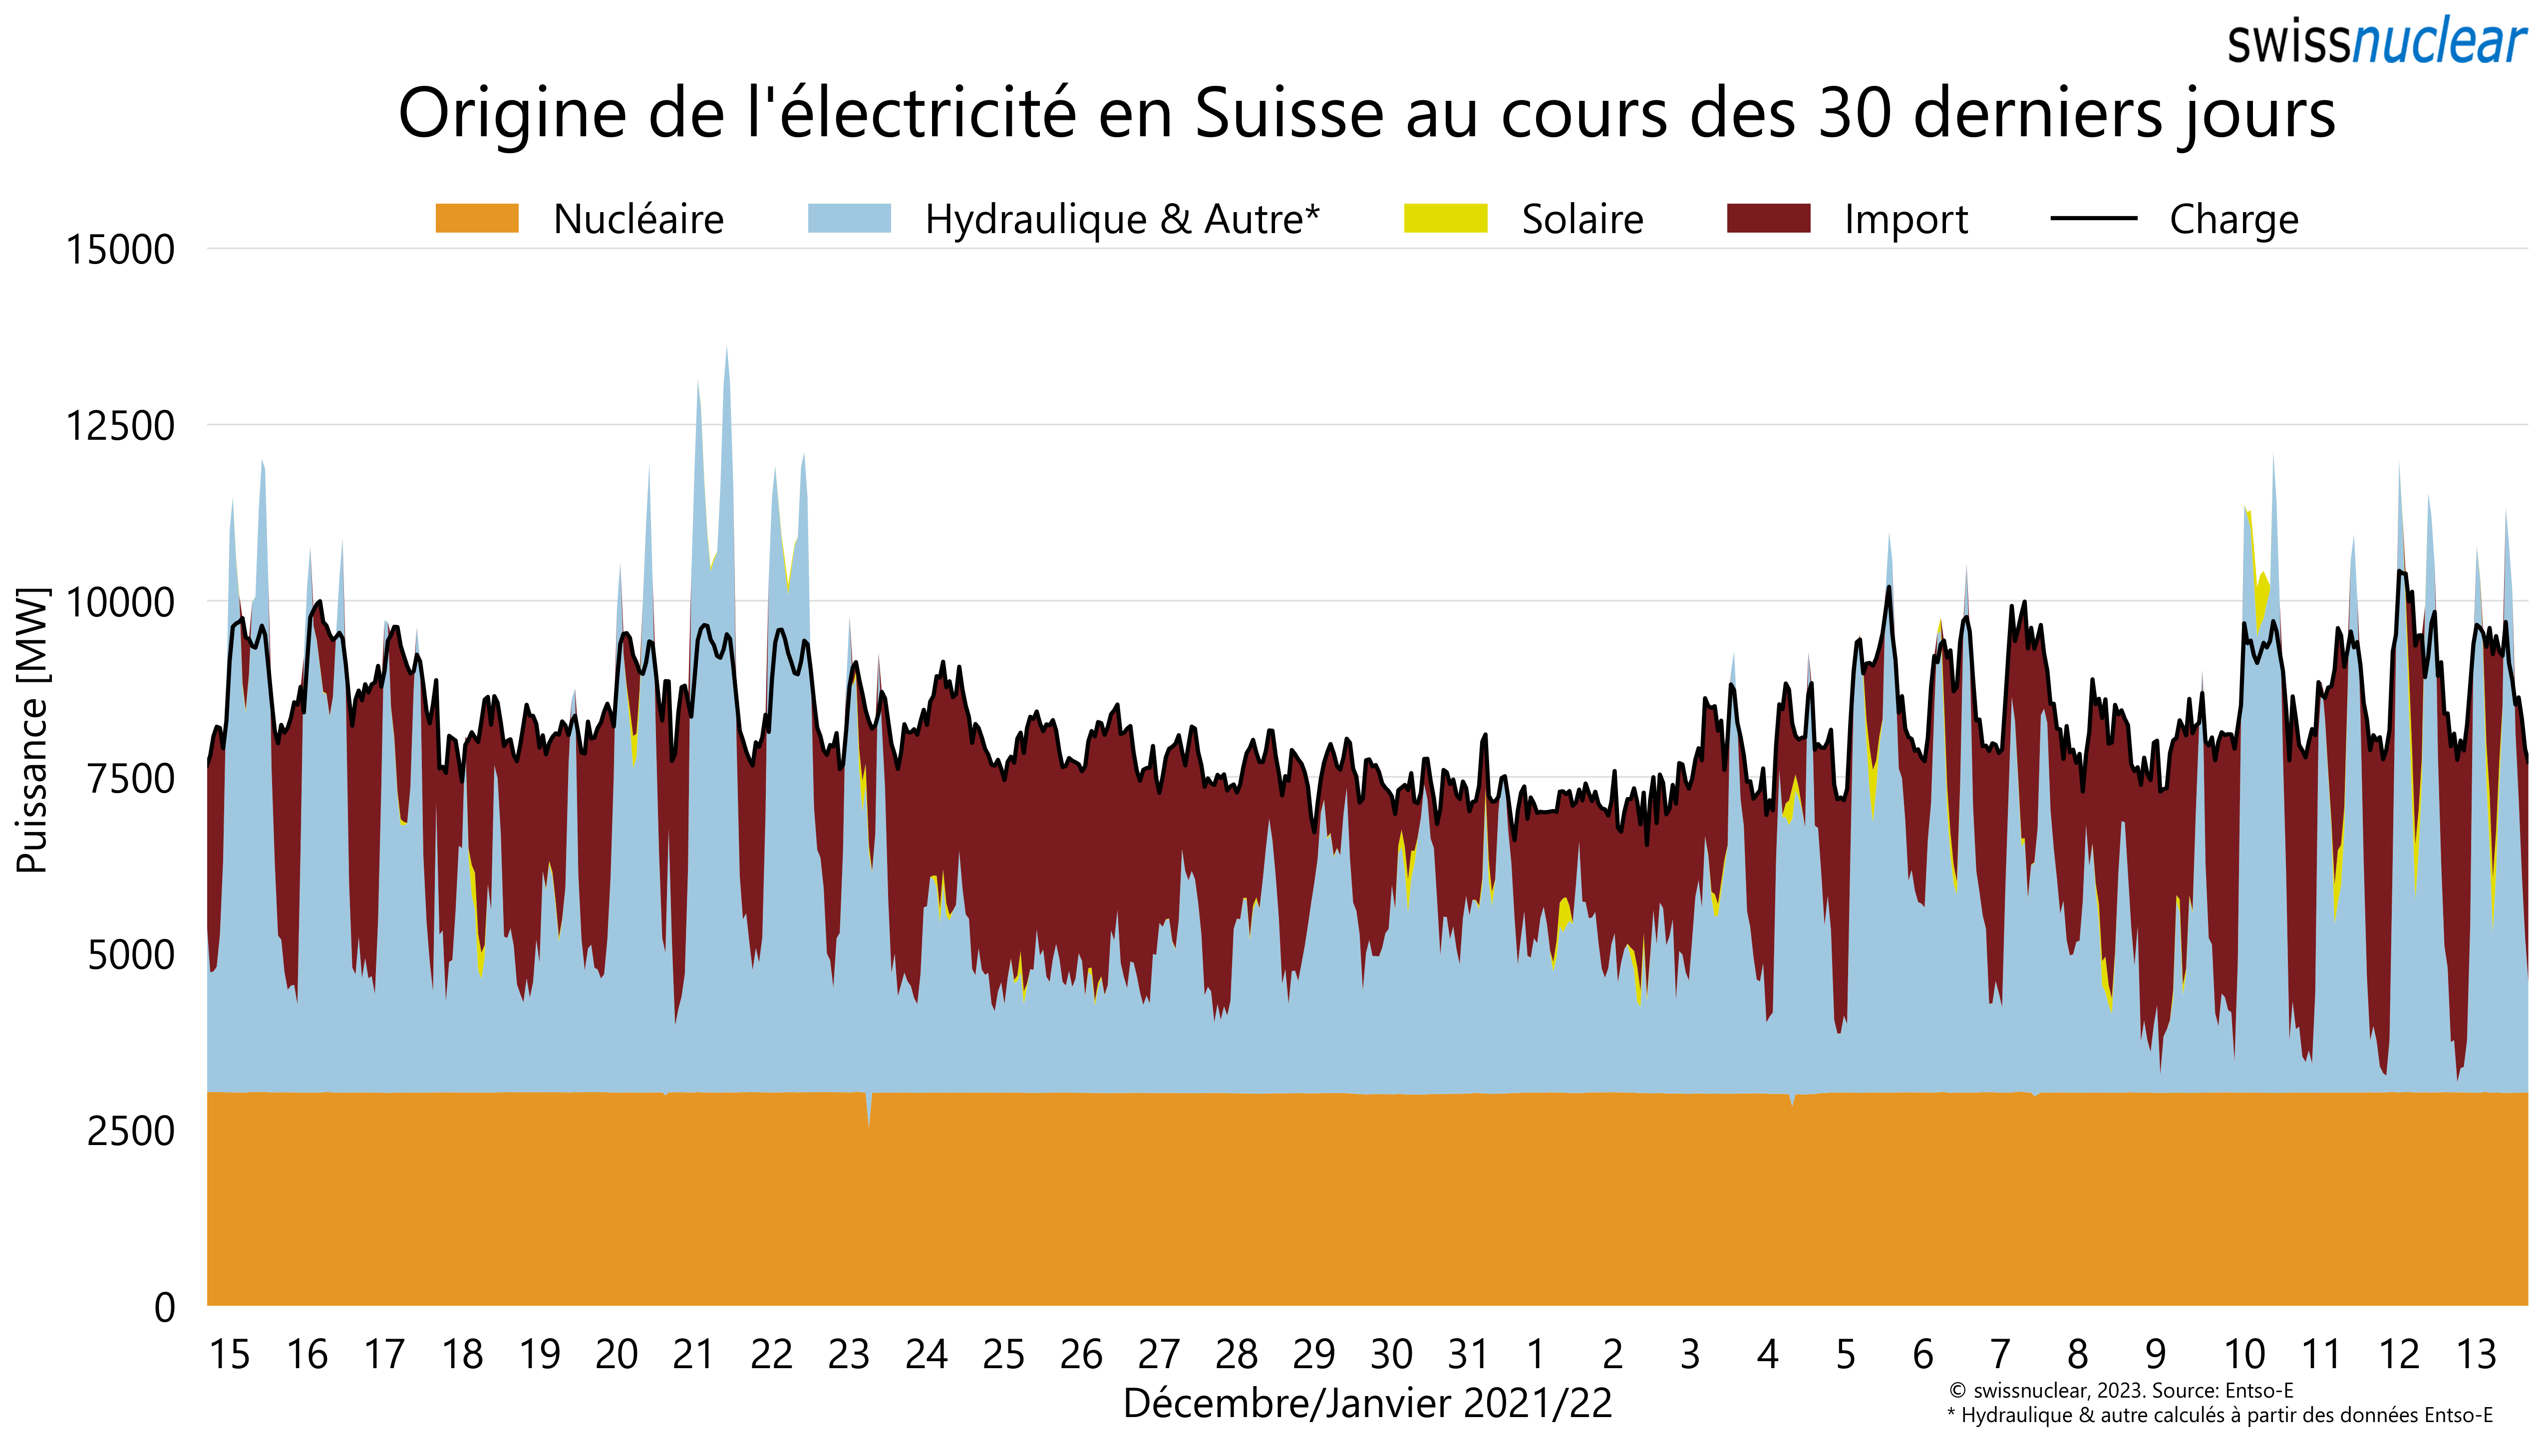 swissnuclear
Origine de l'électricité en Suisse au cours des 30 derniers jours
Nucléaire Hydraulique & Autre* Solaire Import Charge
15000
12500
10000
7500
5000
2500
0
Puissance [MW]
15 16 17 18 19 20 21 22 23 24 25 26 27 28 29 30 31 1 2 3 4 5 6 7 8 9 10 11 12 13
Décembre/Janvier 2021/22
© swissnuclear, 2023. Source: Entso-E
* Hydraulique & autre calculés à partir des données Entso-E